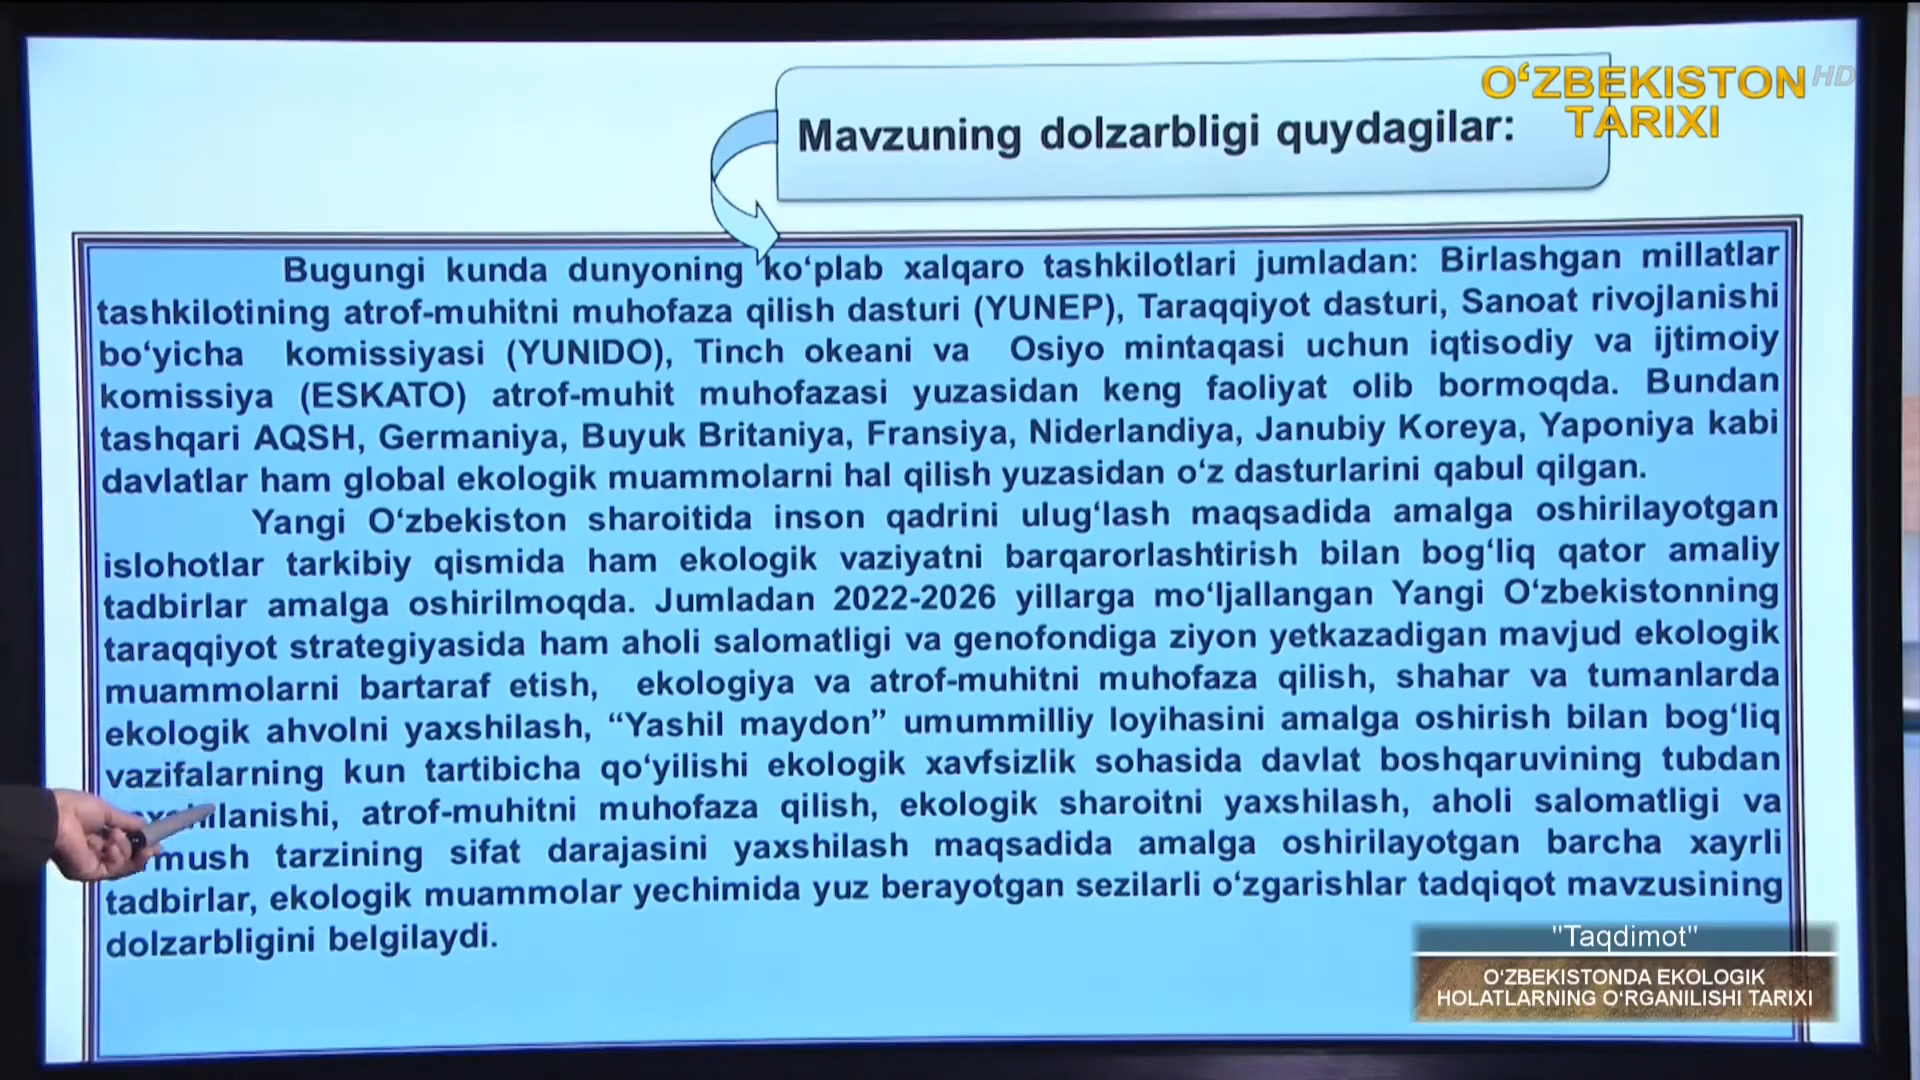 O‘ZBEKISTON HD
TARIXI
Mavzuning dolzarbligi quydagilar:
Bugungi kunda dunyoning ko‘plab xalqaro tashkilotlari jumladan: Birlashgan millatlar
tashkilotining atrof-muhitni muhofaza qilish dasturi (YUNEP), Taraqqiyot dasturi, Sanoat rivojlanishi
bo‘yicha komissiyasi (YUNIDO), Tinch okeani va Osiyo mintaqasi uchun iqtisodiy va ijtimoiy
komissiya (ESKATO) atrof-muhit muhofazasi yuzasidan keng faoliyat olib bormoqda. Bundan
tashqari AQSH, Germaniya, Buyuk Britaniya, Fransiya, Niderlandiya, Janubiy Koreya, Yaponiya kabi
davlatlar ham global ekologik muammolarni hal qilish yuzasidan o‘z dasturlarini qabul qilgan.
Yangi O‘zbekiston sharoitida inson qadrini ulug‘lash maqsadida amalga oshirilayotgan
islohotlar tarkibiy qismida ham ekologik vaziyatni barqarorlashtirish bilan bog‘liq qator amaliy
tadbirlar amalga oshirilmoqda. Jumladan 2022-2026 yillarga mo‘ljallangan Yangi O‘zbekistonning
taraqqiyot strategiyasida ham aholi salomatligi va genofondiga ziyon yetkazadigan mavjud ekologik
muammolarni bartaraf etish, ekologiya va atrof-muhitni muhofaza qilish, shahar va tumanlarda
ekologik ahvolni yaxshilash, “Yashil maydon” umummilliy loyihasini amalga oshirish bilan bog‘liq
vazifalarning kun tartibicha qo‘yilishi ekologik xavfsizlik sohasida davlat boshqaruvining tubdan
atrof-muhitni muhofaza qilish, ekologik sharoitni yaxshilash, aholi salomatligi va
tarzining sifat darajasini yaxshilash maqsadida amalga oshirilayotgan barcha xayrli
tadbirlar, ekologik muammolar yechimida yuz berayotgan sezilarli o‘zgarishlar tadqiqot mavzusining
dolzarbligini belgilaydi.
"Taqdimot"
O‘ZBEKISTONDA EKOLOGIK
HOLATLARNING O‘RGANILISHI TARIXI